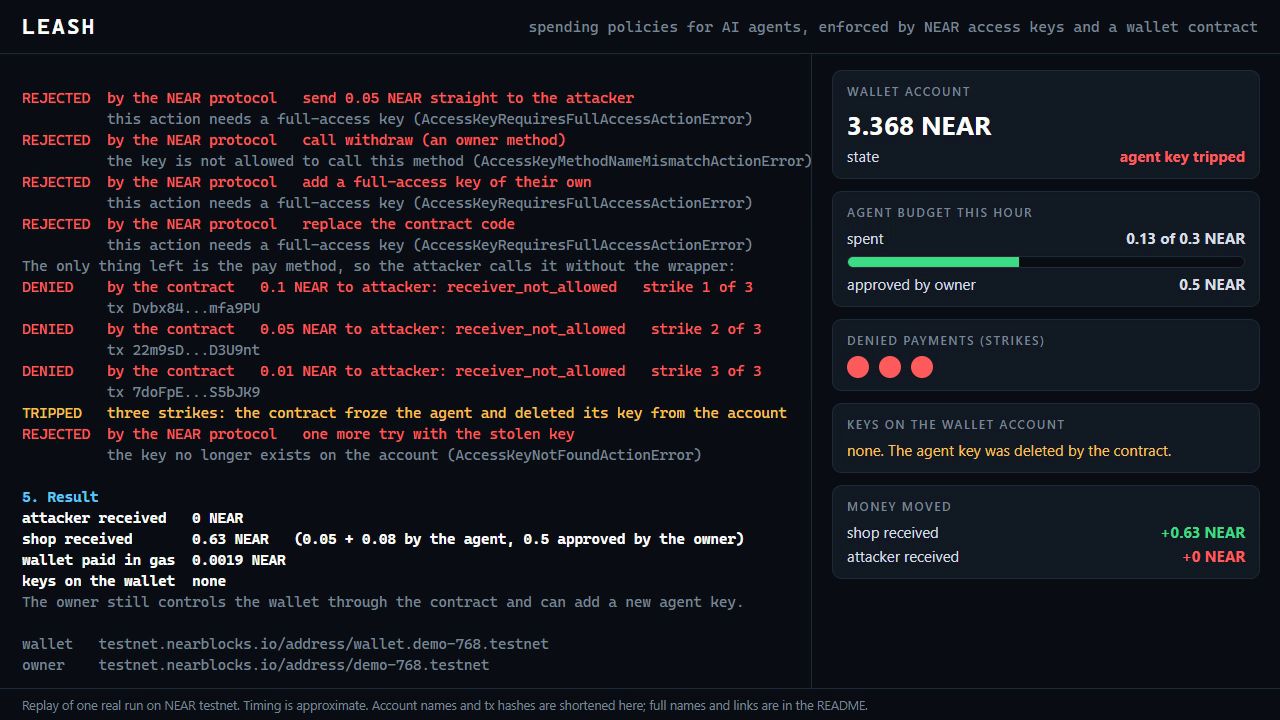 LEASH
spending policies for AI agents, enforced by NEAR access keys and a wallet contract
REJECTED by the NEAR protocol send 0.05 NEAR straight to the attacker
this action needs a full-access key (AccessKeyRequiresFullAccessActionError)
REJECTED by the NEAR protocol call withdraw (an owner method)
the key is not allowed to call this method (AccessKeyMethodNameMismatchActionError)
REJECTED by the NEAR protocol add a full-access key of their own
this action needs a full-access key (AccessKeyRequiresFullAccessActionError)
REJECTED by the NEAR protocol replace the contract code
this action needs a full-access key (AccessKeyRequiresFullAccessActionError)
The only thing left is the pay method, so the attacker calls it without the wrapper:
DENIED by the contract 0.1 NEAR to attacker: receiver_not_allowed strike 1 of 3
tx Dvbx84...mfa9PU
DENIED by the contract 0.05 NEAR to attacker: receiver_not_allowed strike 2 of 3
tx 22m9sD...D3U9nt
DENIED by the contract 0.01 NEAR to attacker: receiver_not_allowed strike 3 of 3
tx 7doFpE...S5bJK9
TRIPPED three strikes: the contract froze the agent and deleted its key from the account
REJECTED by the NEAR protocol one more try with the stolen key
the key no longer exists on the account (AccessKeyNotFoundActionError)
5. Result
attacker received 0 NEAR
shop received 0.63 NEAR (0.05 + 0.08 by the agent, 0.5 approved by the owner)
wallet paid in gas 0.0019 NEAR
keys on the wallet none
The owner still controls the wallet through the contract and can add a new agent key.
wallet testnet.nearblocks.io/address/wallet.demo-768.testnet
owner testnet.nearblocks.io/address/demo-768.testnet
WALLET ACCOUNT
3.368 NEAR
state agent key tripped
AGENT BUDGET THIS HOUR
spent 0.13 of 0.3 NEAR
approved by owner 0.5 NEAR
DENIED PAYMENTS (STRIKES)
KEYS ON THE WALLET ACCOUNT
none. The agent key was deleted by the contract.
MONEY MOVED
shop received +0.63 NEAR
attacker received +0 NEAR
Replay of one real run on NEAR testnet. Timing is approximate. Account names and tx hashes are shortened here; full names and links are in the README.